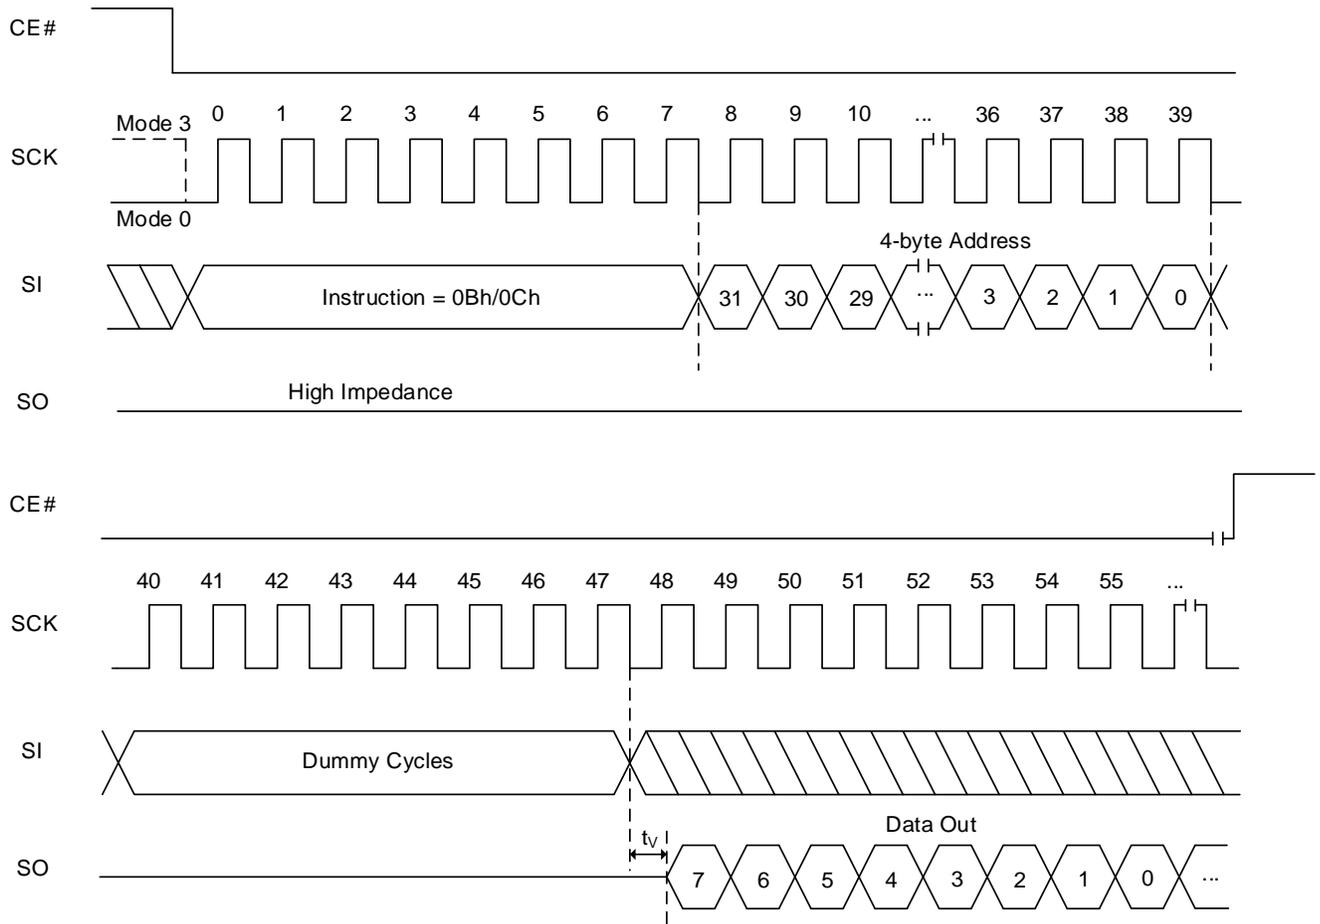 CE#
Mode 3 0 1 2 3 4 5 6 7 8 9 10 ... 36 37 38 39
SCK
Mode 0
4-byte Address
SI Instruction = 0Bh/0Ch 31 30 29 ... 3 2 1 0
High Impedance
SO
CE#
40 41 42 43 44 45 46 47 48 49 50 51 52 53 54 55 ...
SCK
SI Dummy Cycles
Data Out
tV
SO 7 6 5 4 3 2 1 0 ...